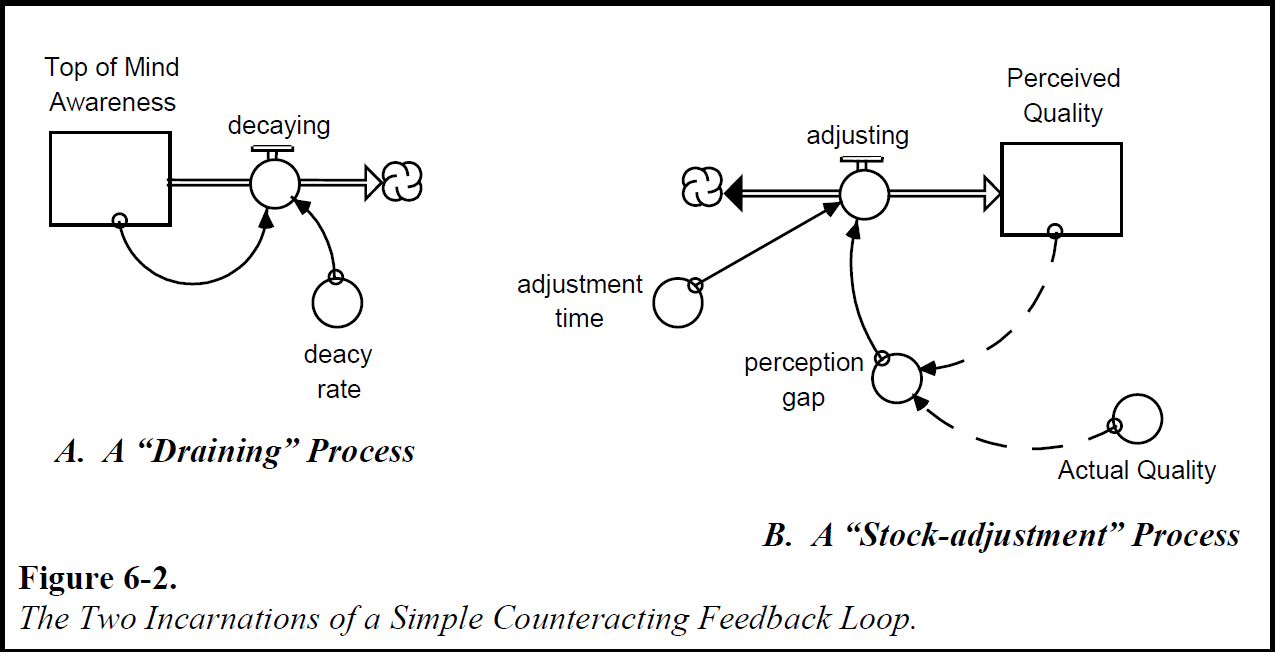 Top of Mind
Awareness
decaying
deacy
rate
A. A “Draining” Process
Perceived
Quality
adjusting
adjustment
time
perception
gap
Actual Quality
B. A “Stock-adjustment” Process
Figure 6-2.
The Two Incarnations of a Simple Counteracting Feedback Loop.